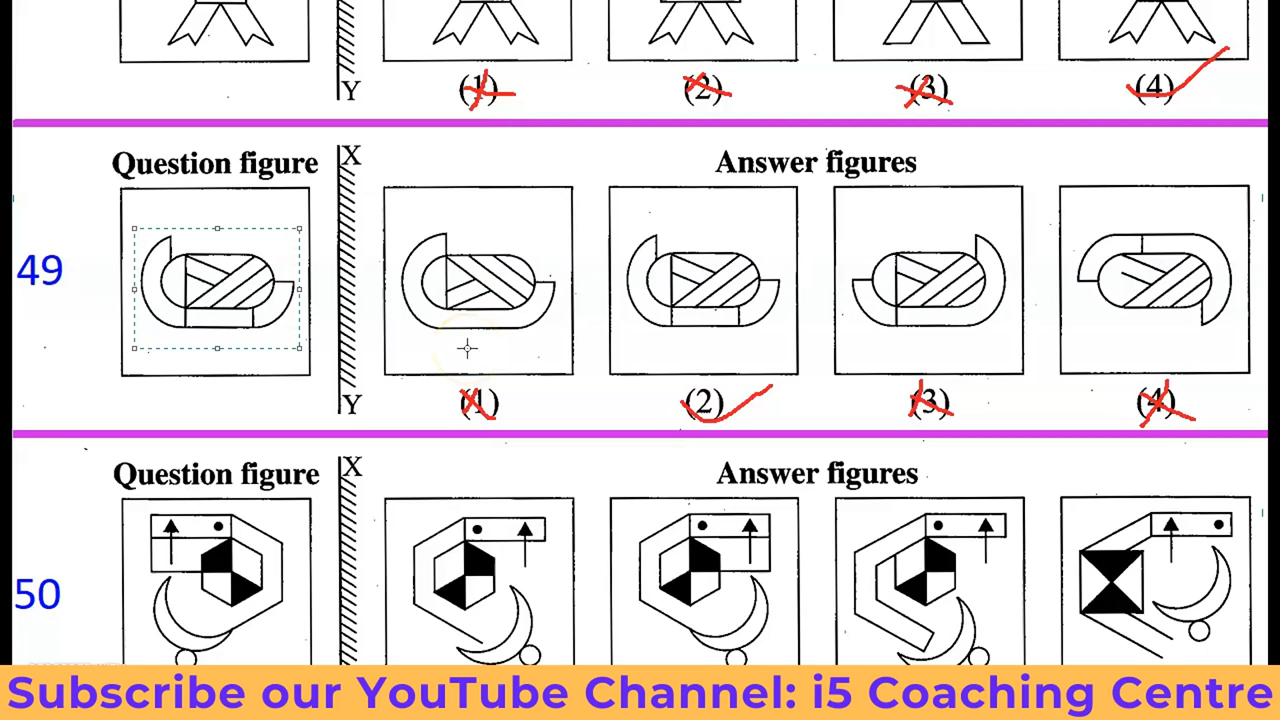 Y
(1) (2) (3) (4)
Question figure X Answer figures
49
Y
(1) (2) (3) (4)
Question figure X Answer figures
50
Subscribe our YouTube Channel: i5 Coaching Centre